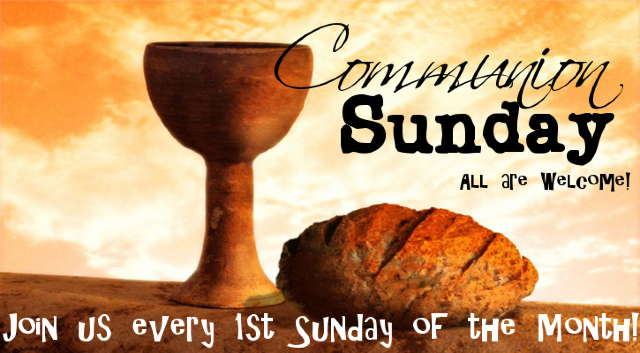 Communion
Sunday
All are Welcome!
Join us every 1st Sunday of the Month!